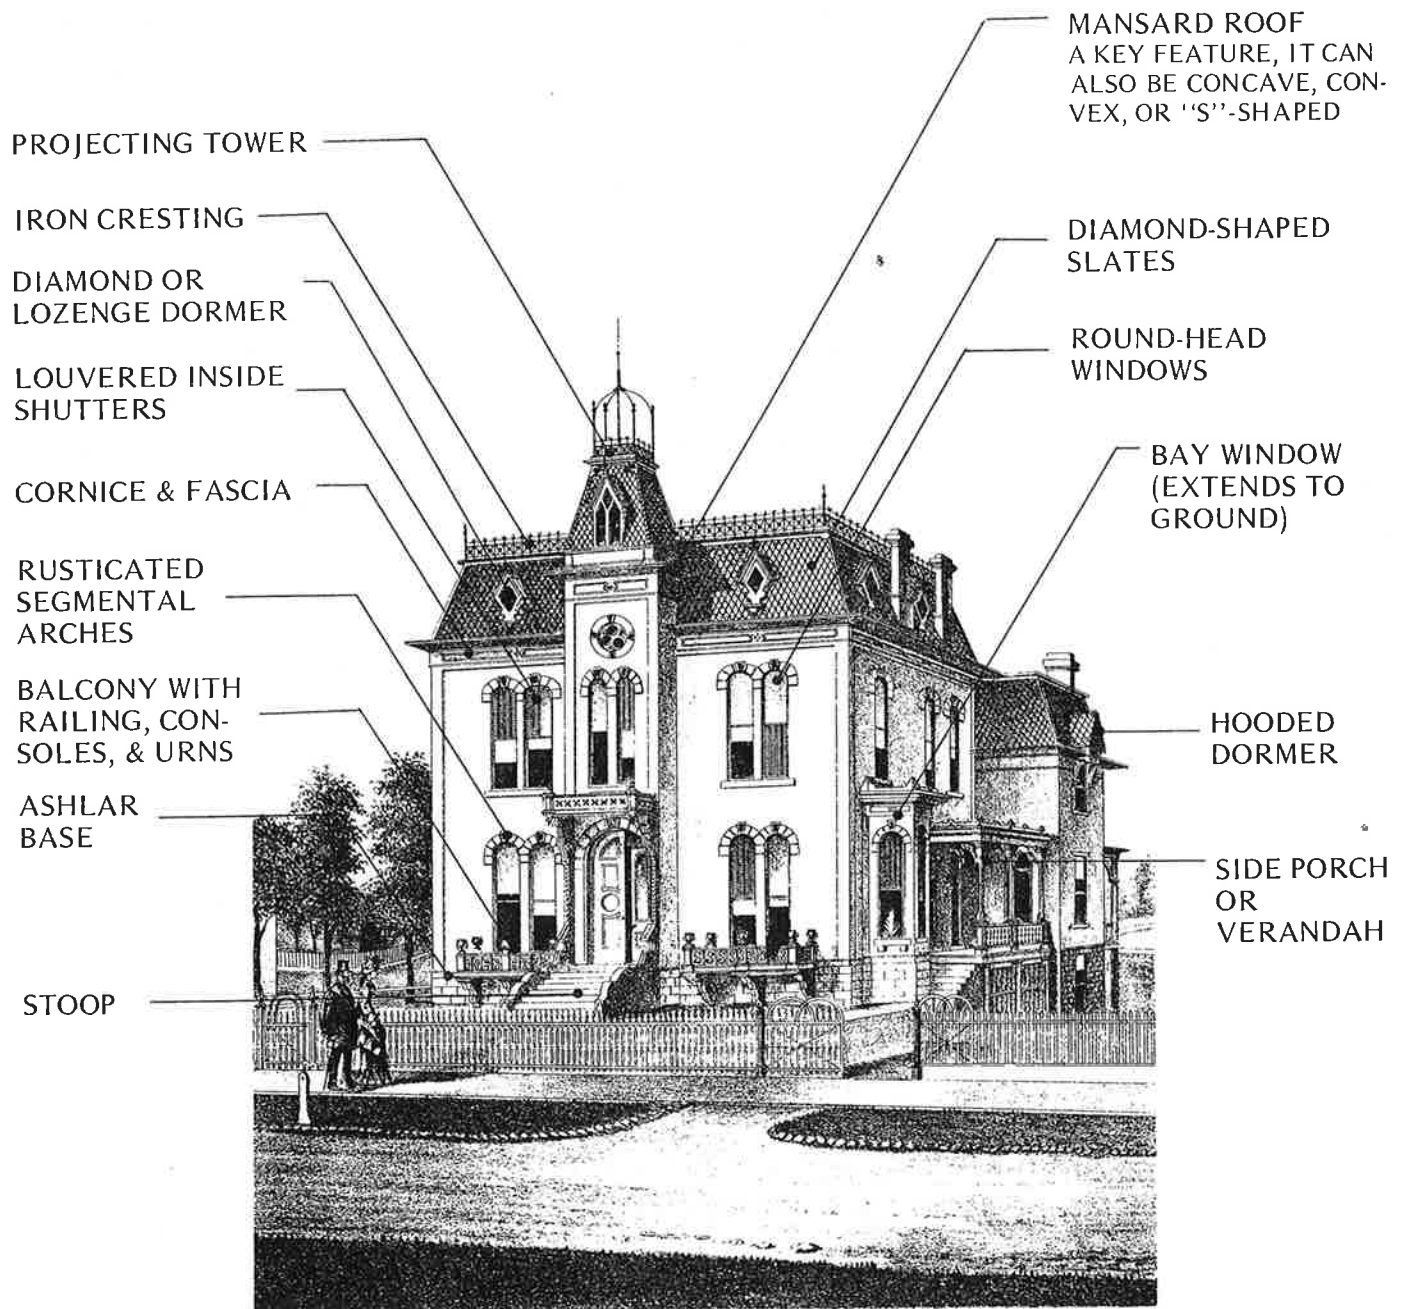 MANSARD ROOF
A KEY FEATURE, IT CAN
ALSO BE CONCAVE, CON-
VEX, OR ''S''-SHAPED
PROJECTING TOWER
IRON CRESTING
DIAMOND OR
LOZENGE DORMER
LOUVERED INSIDE
SHUTTERS
CORNICE & FASCIA
RUSTICATED
SEGMENTAL
ARCHES
BALCONY WITH
RAILING, CON-
SOLES, & URNS
ASHLAR
BASE
STOOP
DIAMOND-SHAPED
SLATES
ROUND-HEAD
WINDOWS
BAY WINDOW
(EXTENDS TO
GROUND)
HOODED
DORMER
SIDE PORCH
OR
VERANDAH